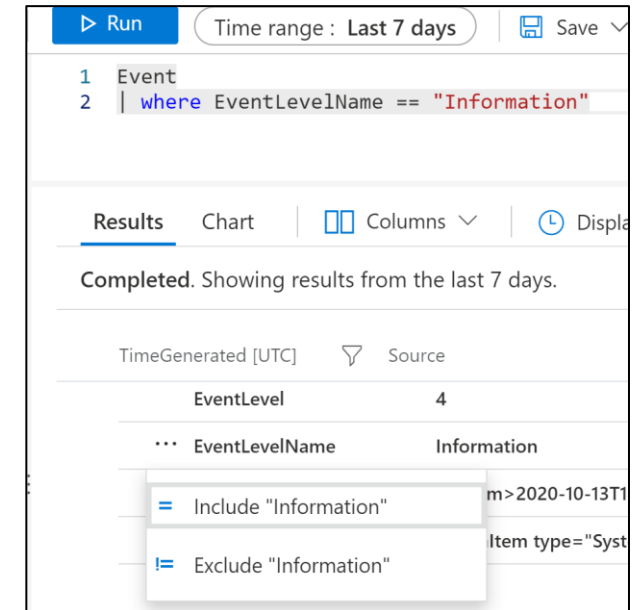 Run Time range : Last 7 days Save
1 Event
2 | where EventLevelName == "Information"
Results Chart Columns Displa
Completed. Showing results from the last 7 days.
TimeGenerated [UTC] Source
EventLevel 4
··· EventLevelName Information
= Include "Information" m>2020-10-13T1
Item type="Syst
!= Exclude "Information"